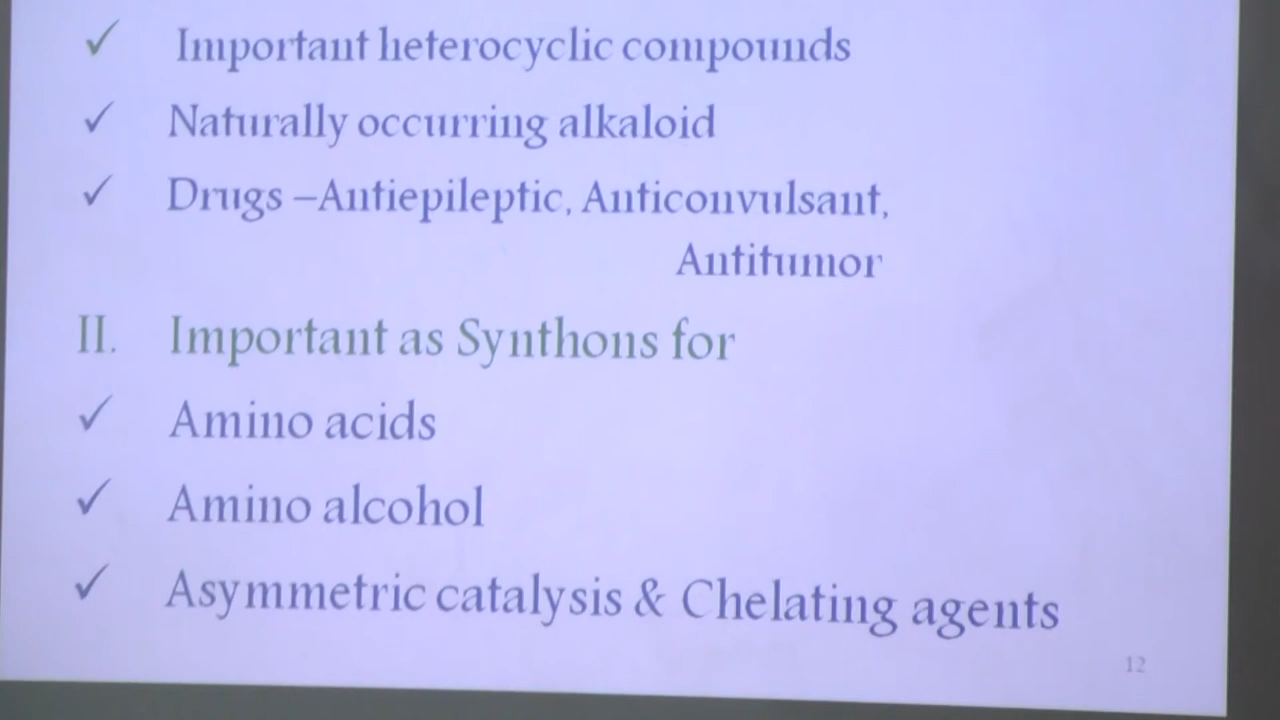 ✓ Important heterocyclic compounds
✓ Naturally occurring alkaloid
✓ Drugs –Antiepileptic, Anticonvulsant,
Antitumor
II. Important as Synthons for
✓ Amino acids
✓ Amino alcohol
✓ Asymmetric catalysis & Chelating agents
12